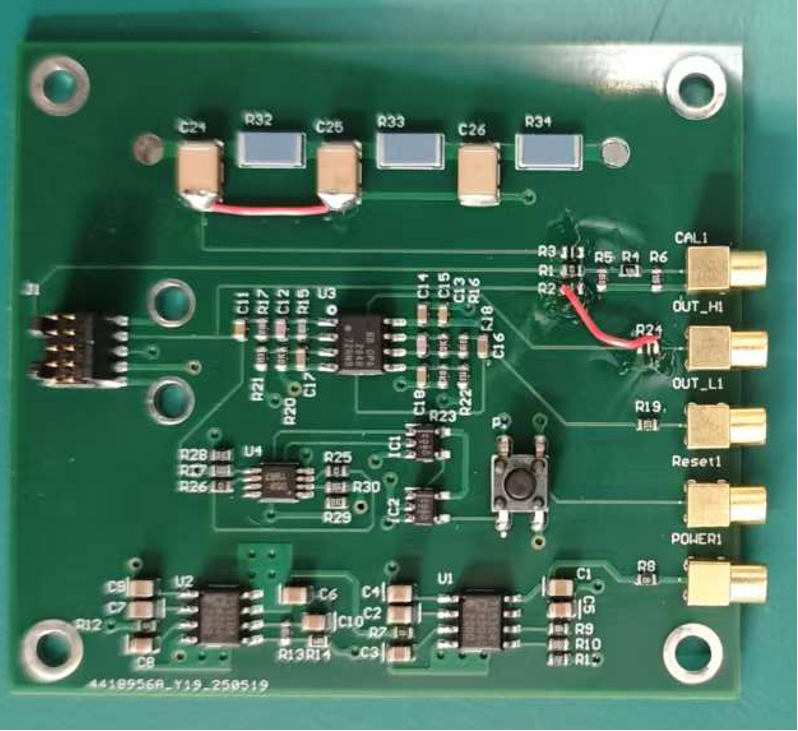 C24 R32 C25 R33 C26 R34
CAL1
R3
R1 R5 R4 R6
R2
OUT_H1
J1
C11 R17 C12 R15 U3 C14 C15 C13 R16
R18
C16
R24
R21 R20 C17 C18 R22
OUT_L1
R23
R19
IC1
R28 U4 R25
R17
R26 R30
R29
IC2
Reset1
POWER1
C9 U2 C6 C4 U1 C1 R8
C7 C10 C2 C5
R12 R7 R9
R13 R14 R10
C8 C3
4418956A_Y19_250519